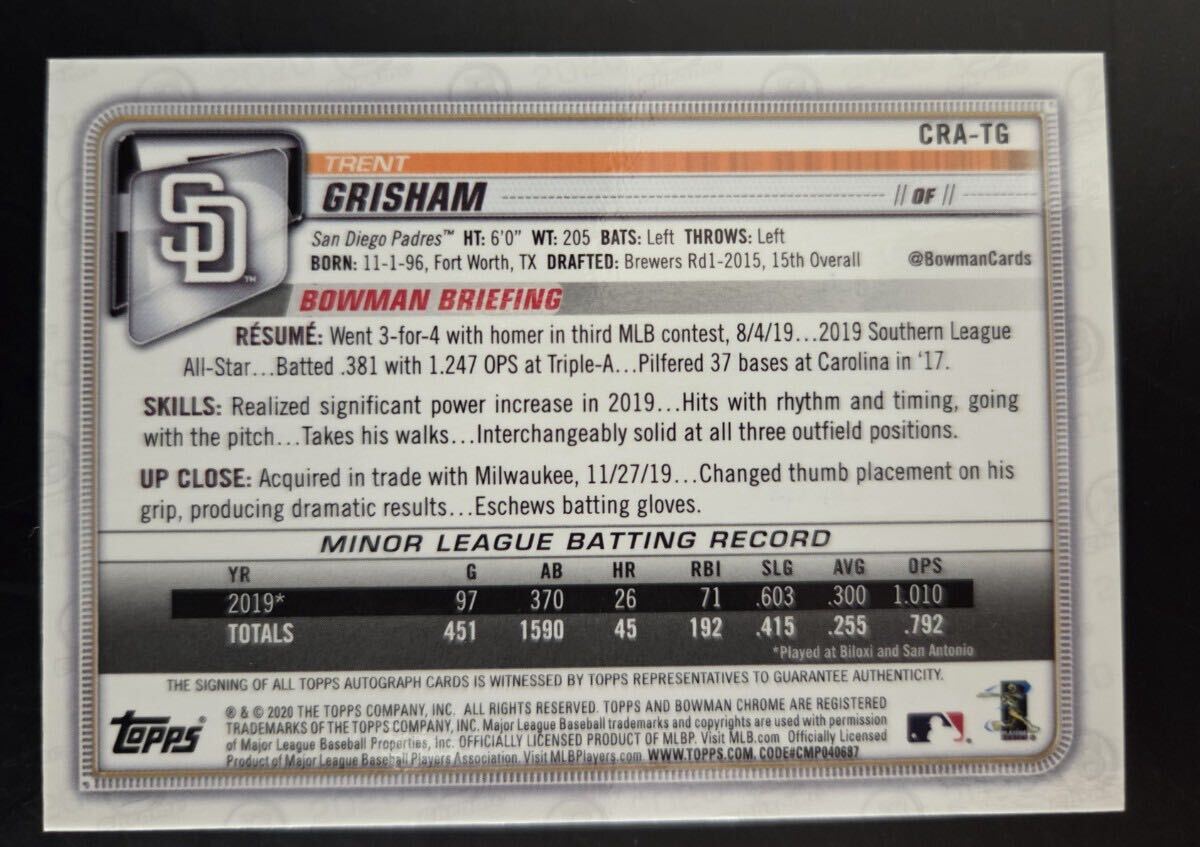 CRA-TG
TRENT
GRISHAM // OF //
SD™
San Diego Padres™ HT: 6'0" WT: 205 BATS: Left THROWS: Left
BORN: 11-1-96, Fort Worth, TX DRAFTED: Brewers Rd1-2015, 15th Overall @BowmanCards
BOWMAN BRIEFING
RÉSUMÉ: Went 3-for-4 with homer in third MLB contest, 8/4/19...2019 Southern League
All-Star...Batted .381 with 1.247 OPS at Triple-A...Pilfered 37 bases at Carolina in '17.
SKILLS: Realized significant power increase in 2019...Hits with rhythm and timing, going
with the pitch...Takes his walks...Interchangeably solid at all three outfield positions.
UP CLOSE: Acquired in trade with Milwaukee, 11/27/19...Changed thumb placement on his
grip, producing dramatic results...Eschews batting gloves.
MINOR LEAGUE BATTING RECORD
YR G AB HR RBI SLG AVG OPS
2019* 97 370 26 71 .603 .300 1.010
TOTALS 451 1590 45 192 .415 .255 .792
*Played at Biloxi and San Antonio
THE SIGNING OF ALL TOPPS AUTOGRAPH CARDS IS WITNESSED BY TOPPS REPRESENTATIVES TO GUARANTEE AUTHENTICITY.
Topps®
® & © 2020 THE TOPPS COMPANY, INC. ALL RIGHTS RESERVED. TOPPS AND BOWMAN CHROME ARE REGISTERED
TRADEMARKS OF THE TOPPS COMPANY, INC. Major League Baseball trademarks and copyrights are used with permission
of Major League Baseball Properties, Inc. OFFICIALLY LICENSED PRODUCT OF MLBP. Visit MLB.com Officially Licensed
Product of Major League Baseball Players Association. Visit MLBPlayers.com WWW.TOPPS.COM. CODE#CMP040687